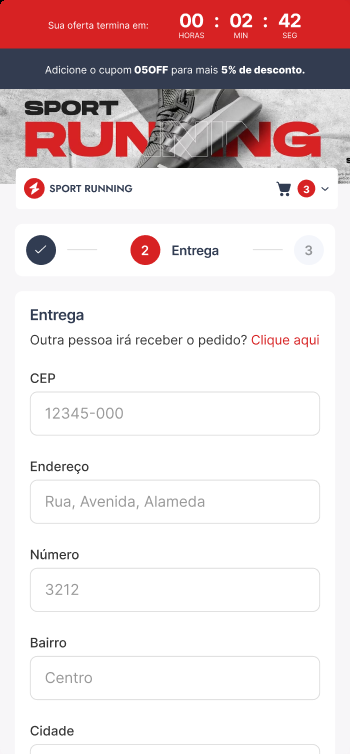 Sua oferta termina em:
00 : 02 : 42
HORAS MIN SEG
Adicione o cupom 05OFF para mais 5% de desconto.
SPORT
RUNNING
SPORT RUNNING
3
2 Entrega 3
Entrega
Outra pessoa irá receber o pedido? Clique aqui
CEP
12345-000
Endereço
Rua, Avenida, Alameda
Número
3212
Bairro
Centro
Cidade